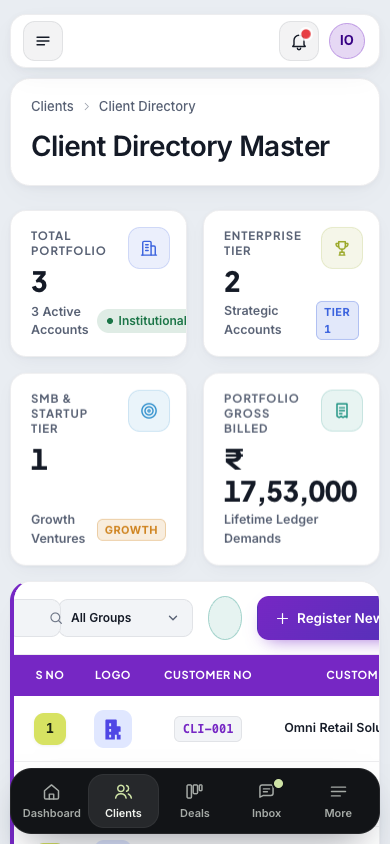 IO
Clients > Client Directory
Client Directory Master
TOTAL
PORTFOLIO
3
3 Active
Accounts
Institutional
ENTERPRISE
TIER
2
Strategic
Accounts
TIER
1
SMB &
STARTUP
TIER
1
Growth
Ventures
GROWTH
PORTFOLIO
GROSS
BILLED
₹
17,53,000
Lifetime Ledger
Demands
All Groups
+ Register New
S NO LOGO CUSTOMER NO CUSTOM
1 CLI-001 Omni Retail Solu
Dashboard Clients Deals Inbox More